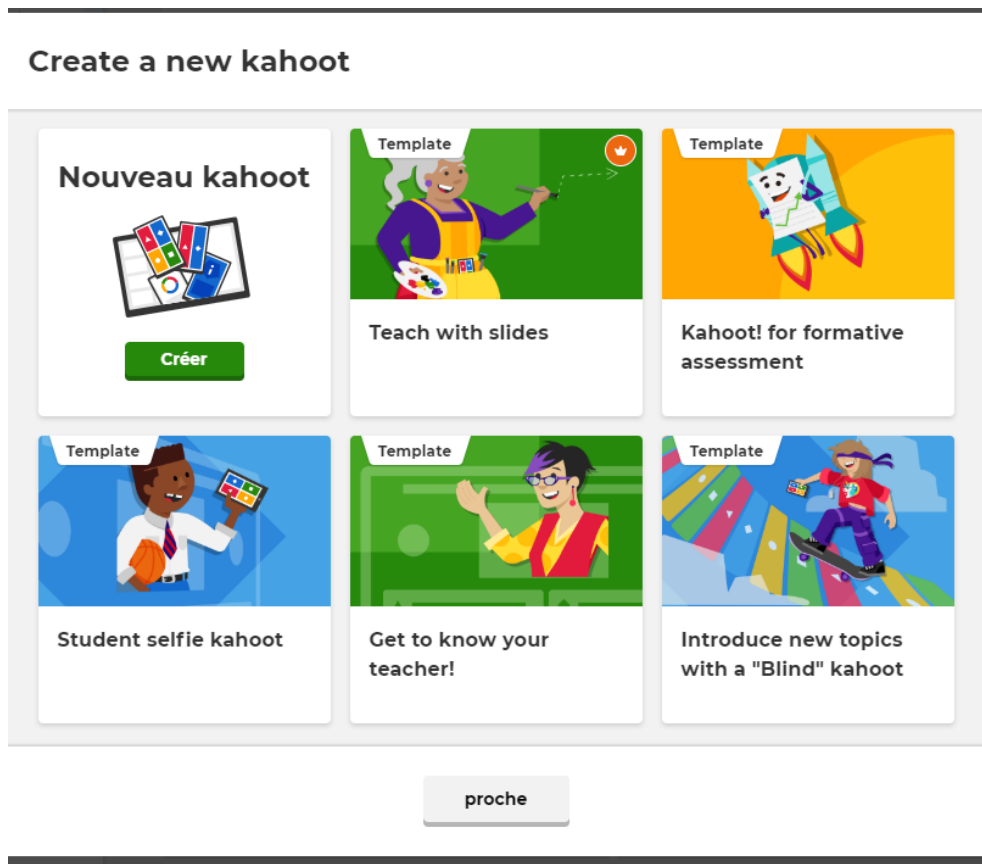 Create a new kahoot
Nouveau kahoot
Créer
Template
Teach with slides
Template
Kahoot! for formative
assessment
Template
Student selfie kahoot
Template
Get to know your
teacher!
Template
Introduce new topics
with a "Blind" kahoot
proche